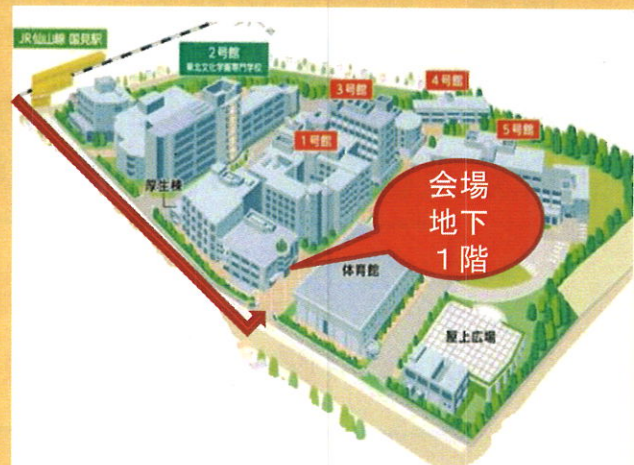 JR仙山線 国見駅
2号館
東北文化学園専門学校
3号館
4号館
1号館
5号館
厚生棟
会場
地下
１階
体育館
屋上広場